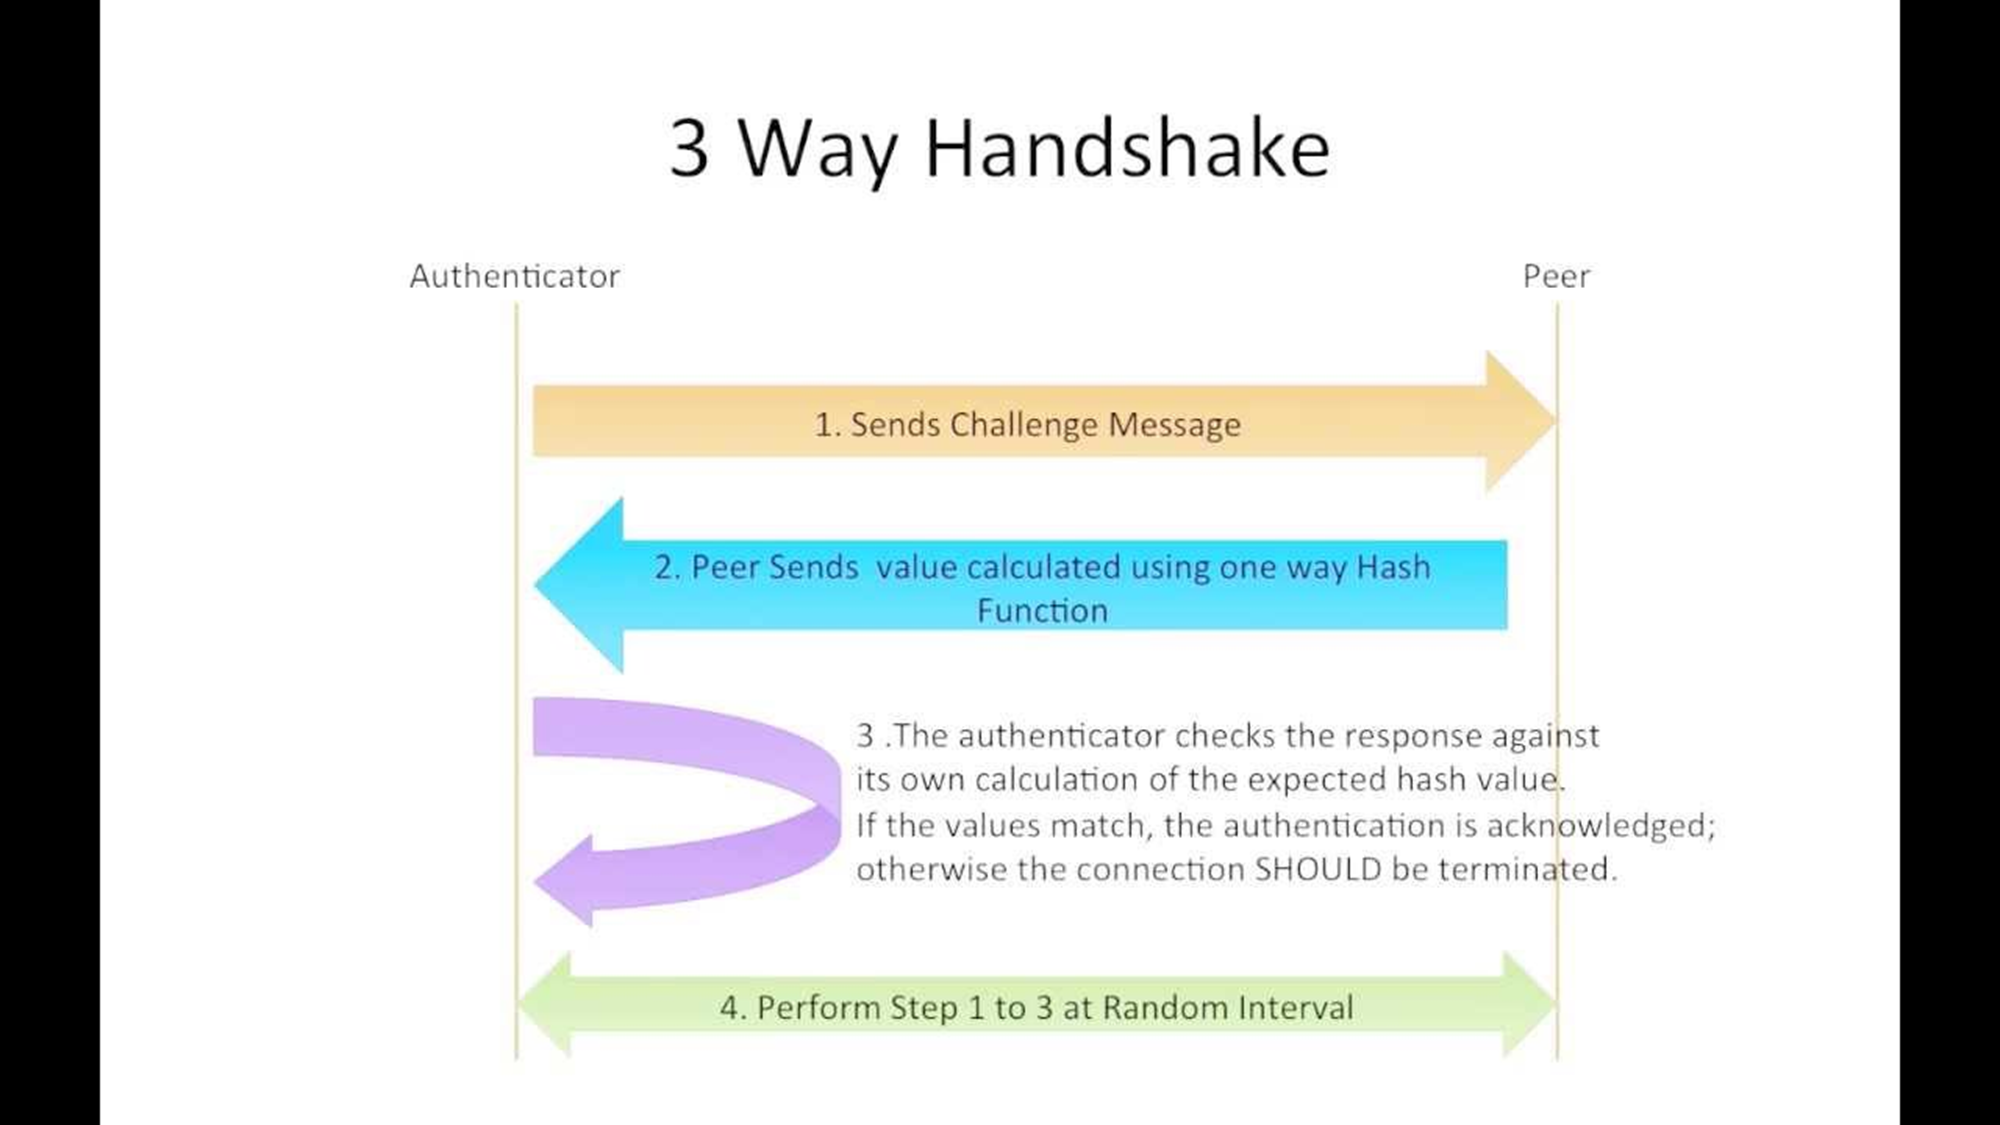 3 Way Handshake
Authenticator Peer
1. Sends Challenge Message
2. Peer Sends value calculated using one way Hash
Function
3 .The authenticator checks the response against
its own calculation of the expected hash value.
If the values match, the authentication is acknowledged;
otherwise the connection SHOULD be terminated.
4. Perform Step 1 to 3 at Random Interval